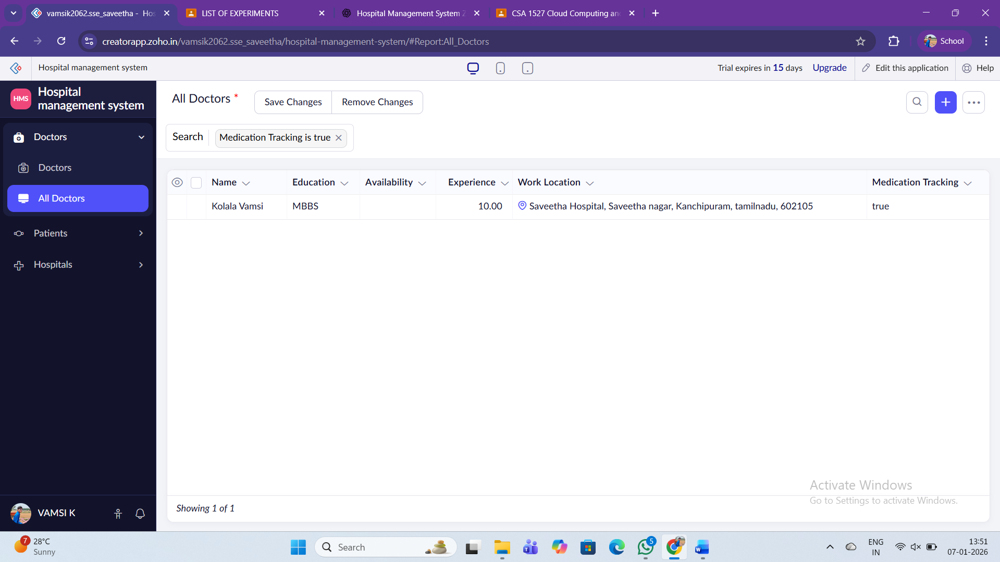 vamsik2062.sse_saveetha - Hos
LIST OF EXPERIMENTS
Hospital Management System
CSA 1527 Cloud Computing an
creatorapp.zoho.in/vamsik2062.sse_saveetha/hospital-management-system/#Report:All_Doctors
School
Hospital management system
Trial expires in 15 days
Upgrade
Edit this application
Help
HMS
Hospital
management system
All Doctors *
Save Changes
Remove Changes
Search
Medication Tracking is true
Doctors
Doctors
All Doctors
Patients
Hospitals
Name Education Availability Experience Work Location Medication Tracking
Kolala Vamsi MBBS 10.00 Saveetha Hospital, Saveetha nagar, Kanchipuram, tamilnadu, 602105 true
Showing 1 of 1
Activate Windows
Go to Settings to activate Windows.
VAMSI K
7
28°C
Sunny
Search
5
ENG
IN
13:51
07-01-2026